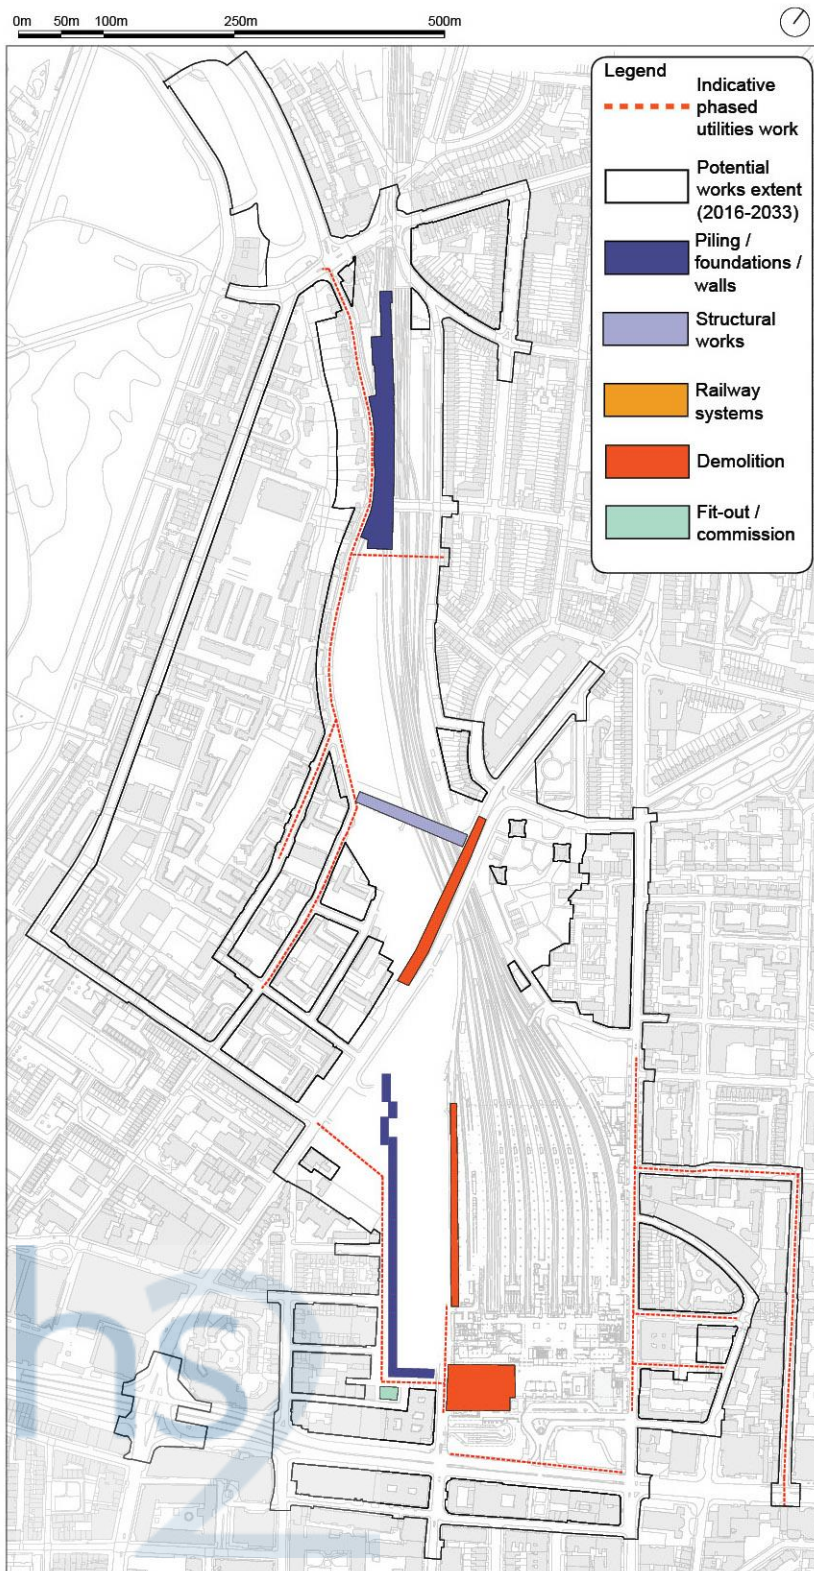 0m 50m 100m 250m 500m
Legend
Indicative
phased
utilities work
Potential
works extent
(2016-2033)
Piling /
foundations /
walls
Structural
works
Railway
systems
Demolition
Fit-out /
commission
hs2